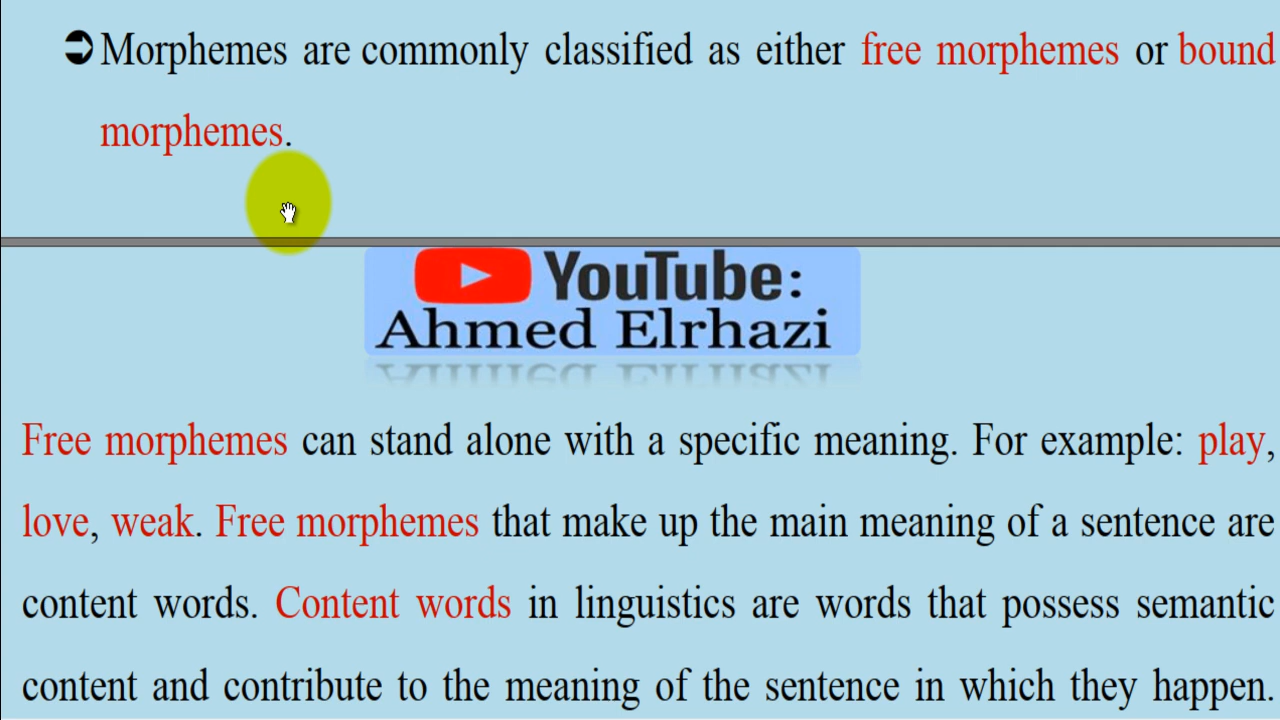 Morphemes are commonly classified as either free morphemes or bound
morphemes.
YouTube:
Ahmed Elrhazi
Free morphemes can stand alone with a specific meaning. For example: play,
love, weak. Free morphemes that make up the main meaning of a sentence are
content words. Content words in linguistics are words that possess semantic
content and contribute to the meaning of the sentence in which they happen.